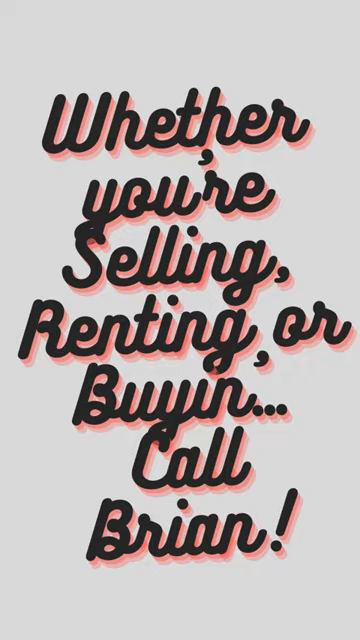 Whether
you're
Selling,
Renting, or
Buyin'...
Call
Brian!